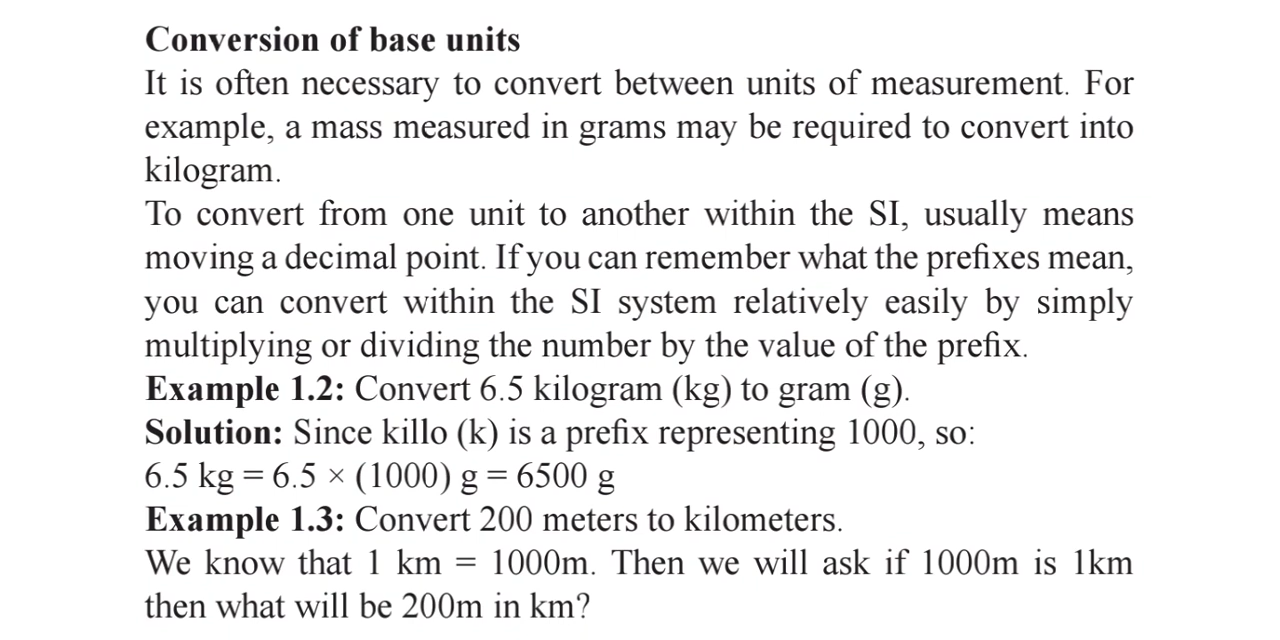 Conversion of base units
It is often necessary to convert between units of measurement. For
example, a mass measured in grams may be required to convert into
kilogram.
To convert from one unit to another within the SI, usually means
moving a decimal point. If you can remember what the prefixes mean,
you can convert within the SI system relatively easily by simply
multiplying or dividing the number by the value of the prefix.
Example 1.2: Convert 6.5 kilogram (kg) to gram (g).
Solution: Since killo (k) is a prefix representing 1000, so:
6.5 kg = 6.5 × (1000) g = 6500 g
Example 1.3: Convert 200 meters to kilometers.
We know that 1 km = 1000m. Then we will ask if 1000m is 1km
then what will be 200m in km?